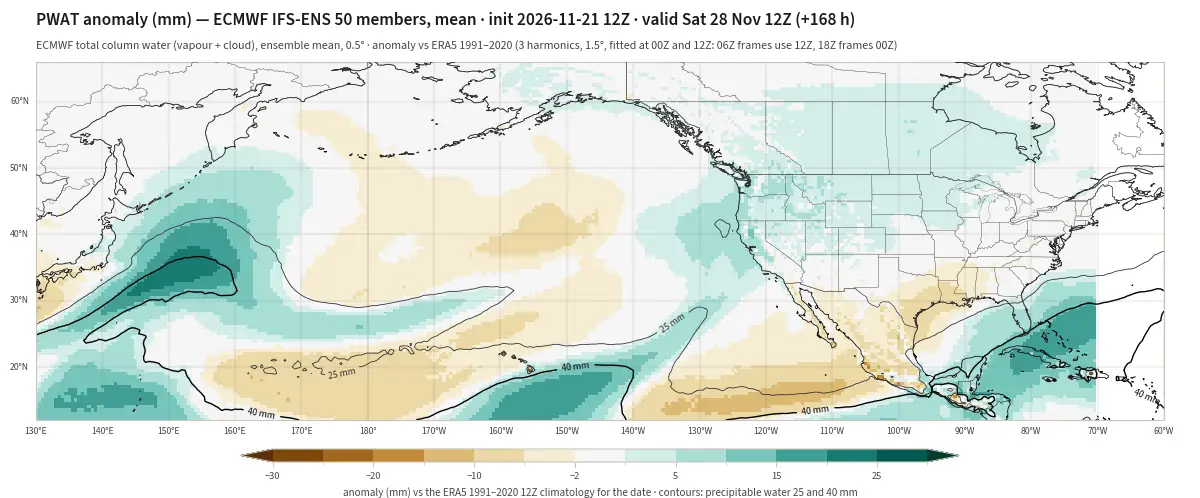 PWAT anomaly (mm) — ECMWF IFS-ENS 50 members, mean · init 2026-11-21 12Z · valid Sat 28 Nov 12Z (+168 h)
ECMWF total column water (vapour + cloud), ensemble mean, 0.5° · anomaly vs ERA5 1991–2020 (3 harmonics, 1.5°, fitted at 00Z and 12Z: 06Z frames use 12Z, 18Z frames 00Z)
60°N
50°N
40°N
30°N
20°N
25 mm
25 mm
40 mm
40 mm
40 mm
40 mm
130°E 140°E 150°E 160°E 170°E 180° 170°W 160°W 150°W 140°W 130°W 120°W 110°W 100°W 90°W 80°W 70°W 60°W
−30 −20 −10 −2 5 15 25
anomaly (mm) vs the ERA5 1991–2020 12Z climatology for the date · contours: precipitable water 25 and 40 mm